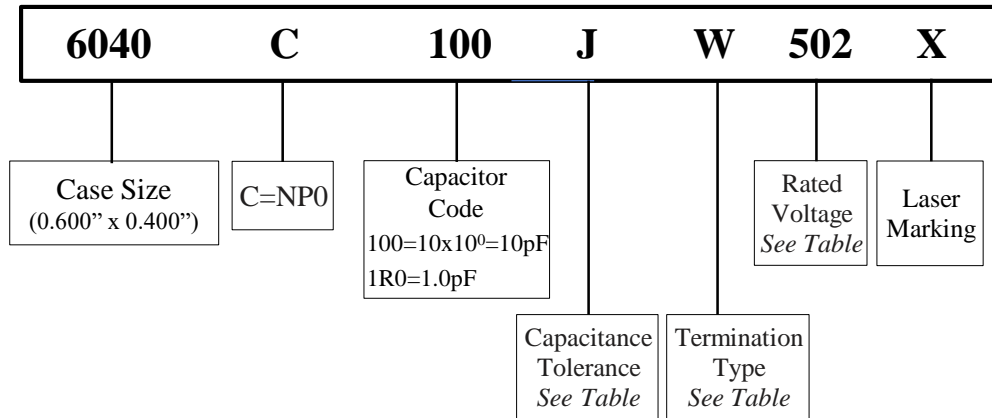 6040 C 100 J W 502 X
Case Size
(0.600” x 0.400”)
C=NP0
Capacitor
Code
100=10x10⁰=10pF
1R0=1.0pF
Capacitance
Tolerance
See Table
Termination
Type
See Table
Rated
Voltage
See Table
Laser
Marking